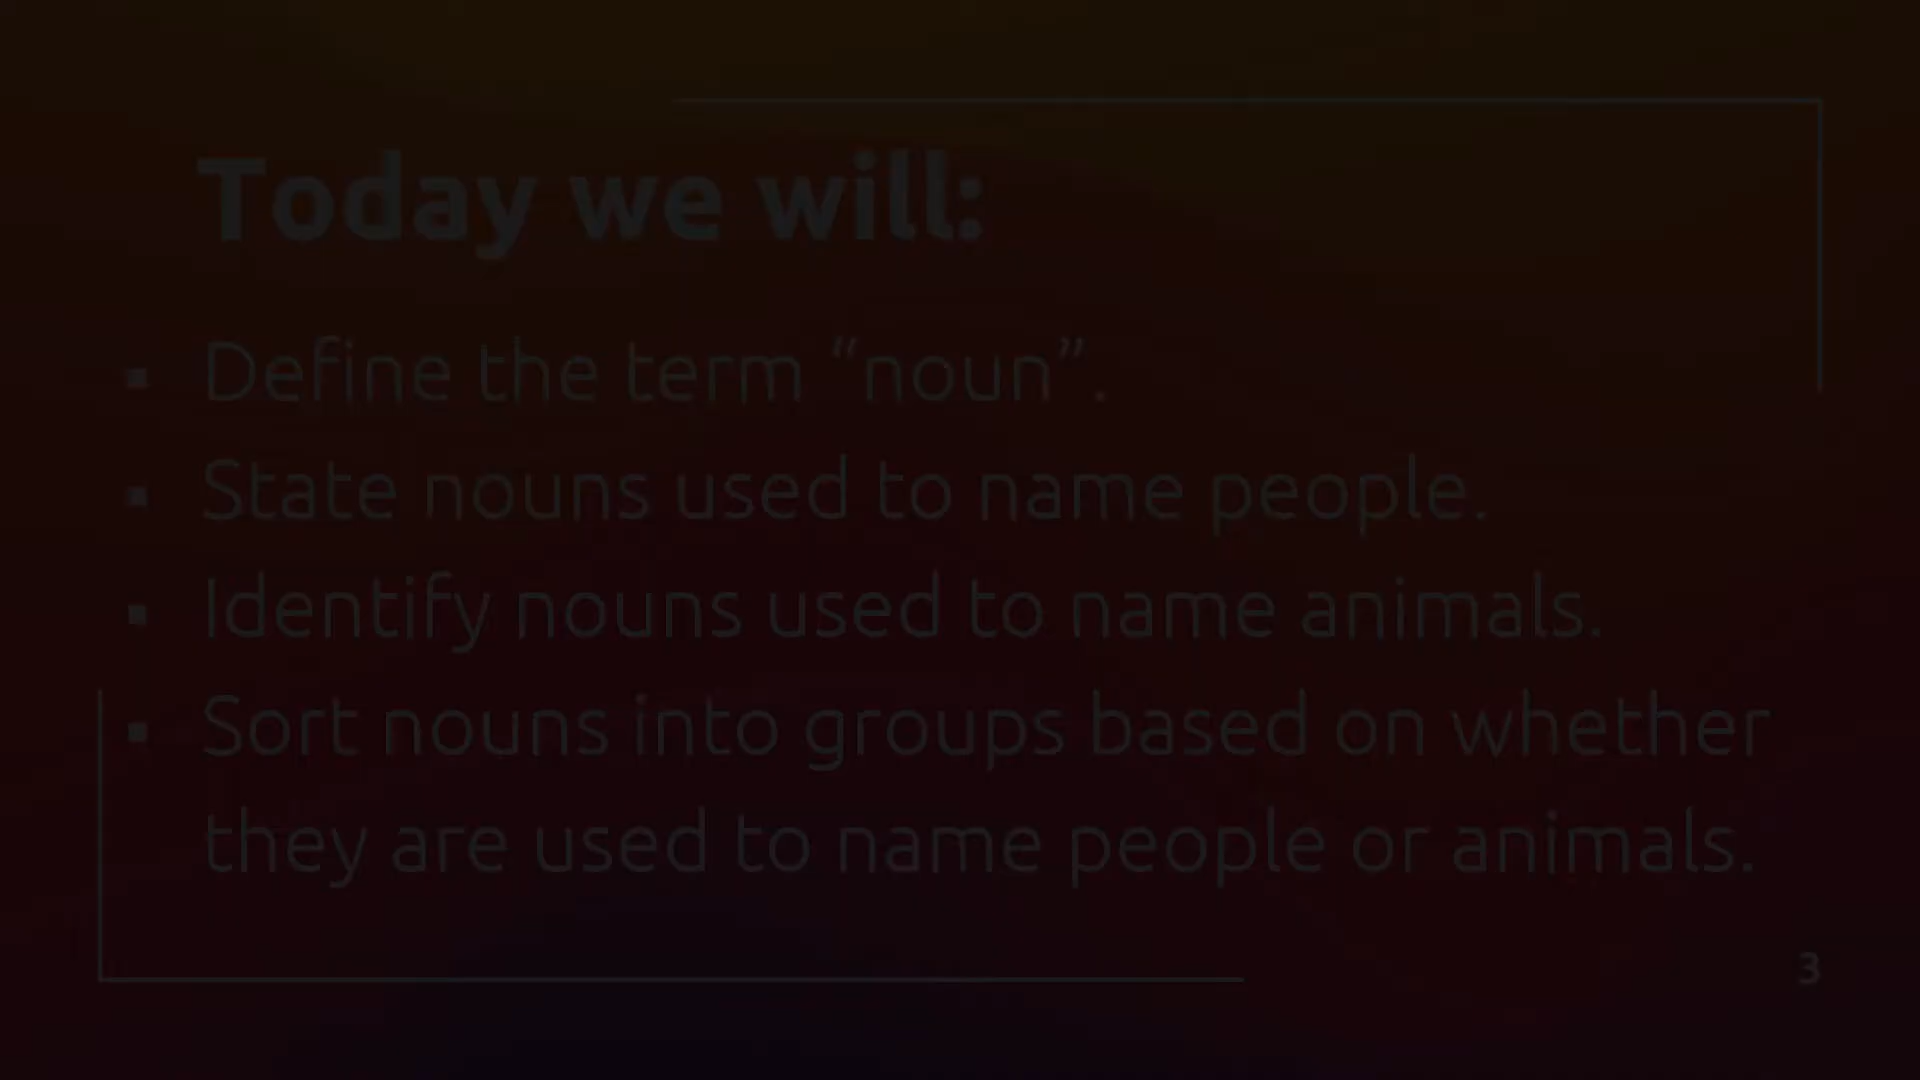 Today we will:
▪ Define the term “noun”.
▪ State nouns used to name people.
▪ Identify nouns used to name animals.
▪ Sort nouns into groups based on whether
they are used to name people or animals.
3